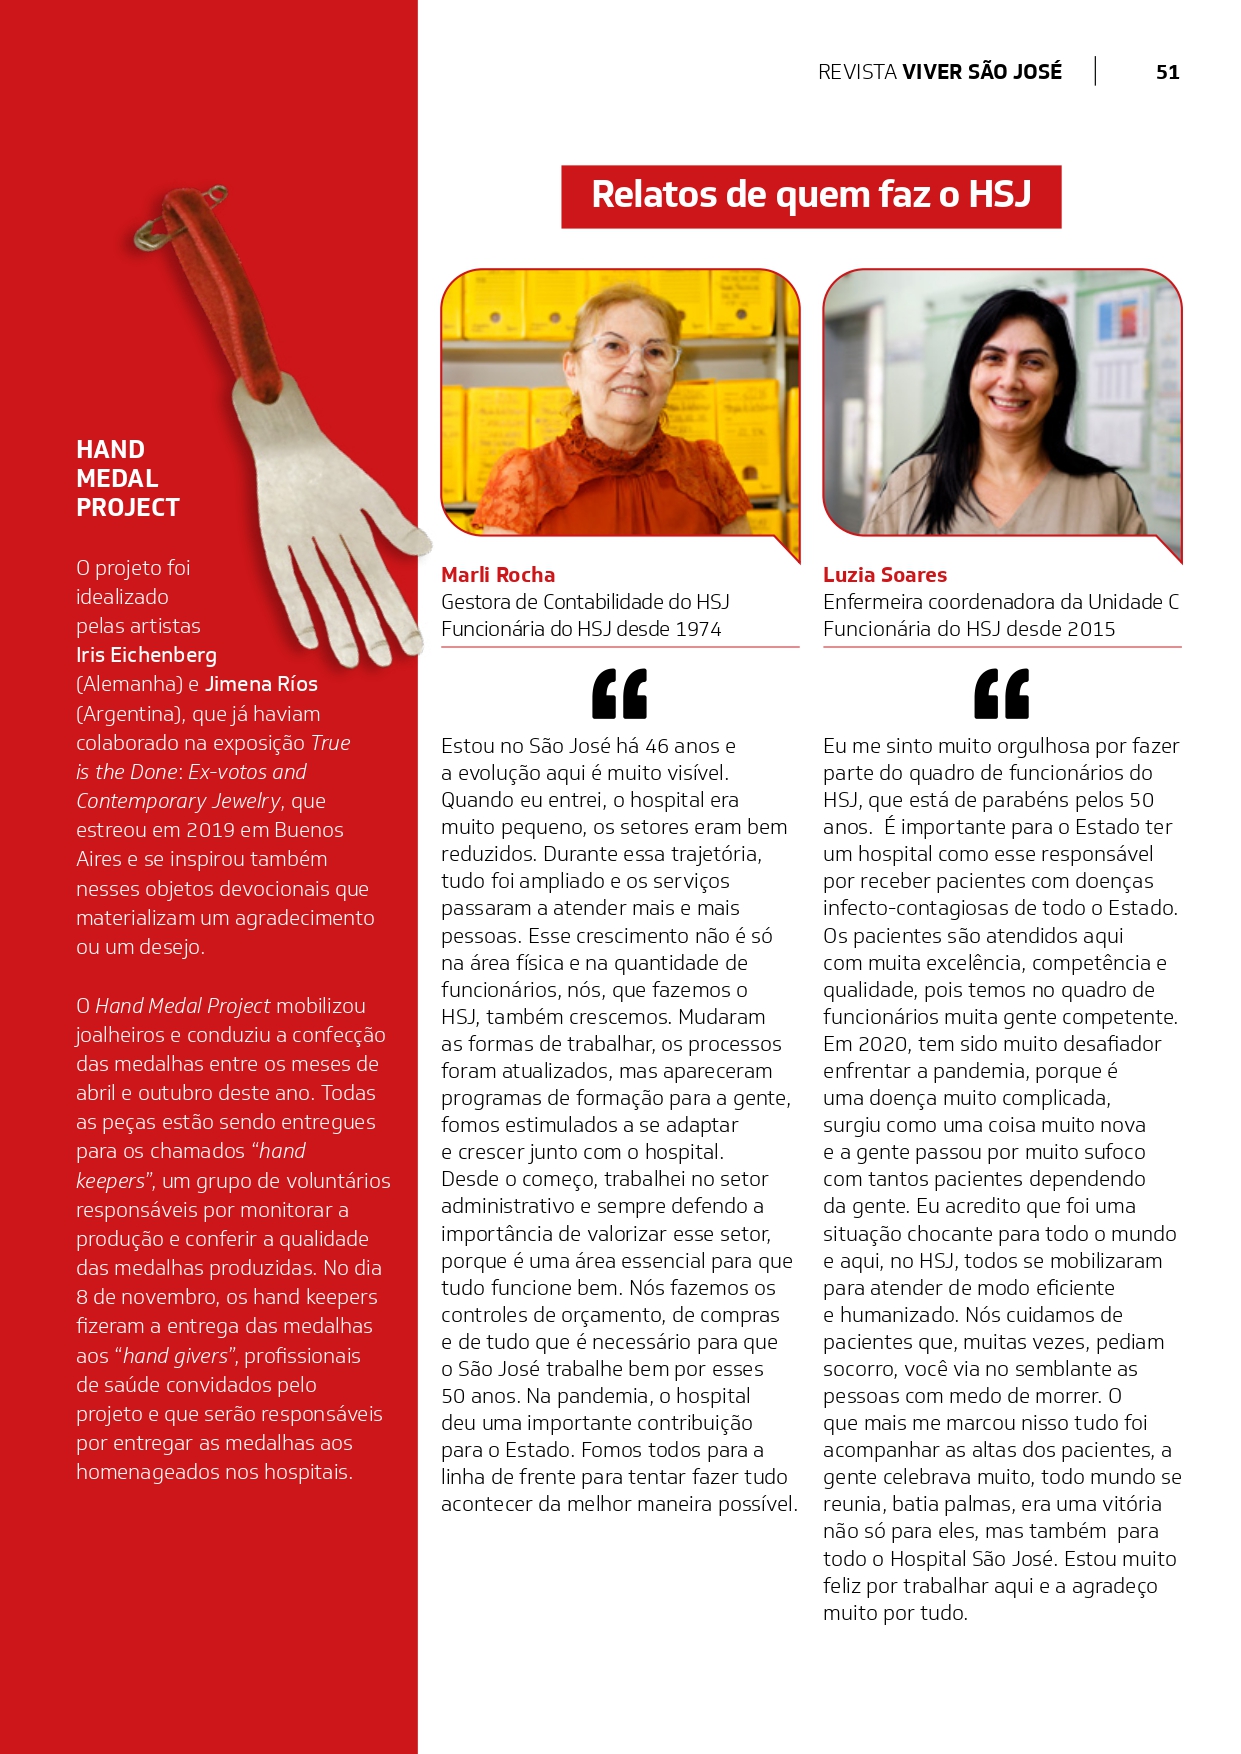 REVISTA VIVER SÃO JOSÉ 51
HAND
MEDAL
PROJECT
O projeto foi
idealizado
pelas artistas
Iris Eichenberg
(Alemanha) e Jimena Ríos
(Argentina), que já haviam
colaborado na exposição True
is the Done: Ex-votos and
Contemporary Jewelry, que
estreou em 2019 em Buenos
Aires e se inspirou também
nesses objetos devocionais que
materializam um agradecimento
ou um desejo.
O Hand Medal Project mobilizou
joalheiros e conduziu a confecção
das medalhas entre os meses de
abril e outubro deste ano. Todas
as peças estão sendo entregues
para os chamados “hand
keepers”, um grupo de voluntários
responsáveis por monitorar a
produção e conferir a qualidade
das medalhas produzidas. No dia
8 de novembro, os hand keepers
fizeram a entrega das medalhas
aos “hand givers”, profissionais
de saúde convidados pelo
projeto e que serão responsáveis
por entregar as medalhas aos
homenageados nos hospitais.
Relatos de quem faz o HSJ
Marli Rocha
Gestora de Contabilidade do HSJ
Funcionária do HSJ desde 1974
“
Estou no São José há 46 anos e
a evolução aqui é muito visível.
Quando eu entrei, o hospital era
muito pequeno, os setores eram bem
reduzidos. Durante essa trajetória,
tudo foi ampliado e os serviços
passaram a atender mais e mais
pessoas. Esse crescimento não é só
na área física e na quantidade de
funcionários, nós, que fazemos o
HSJ, também crescemos. Mudaram
as formas de trabalhar, os processos
foram atualizados, mas apareceram
programas de formação para a gente,
fomos estimulados a se adaptar
e crescer junto com o hospital.
Desde o começo, trabalhei no setor
administrativo e sempre defendo a
importância de valorizar esse setor,
porque é uma área essencial para que
tudo funcione bem. Nós fazemos os
controles de orçamento, de compras
e de tudo que é necessário para que
o São José trabalhe bem por esses
50 anos. Na pandemia, o hospital
deu uma importante contribuição
para o Estado. Fomos todos para a
linha de frente para tentar fazer tudo
acontecer da melhor maneira possível.
Luzia Soares
Enfermeira coordenadora da Unidade C
Funcionária do HSJ desde 2015
“
Eu me sinto muito orgulhosa por fazer
parte do quadro de funcionários do
HSJ, que está de parabéns pelos 50
anos.  É importante para o Estado ter
um hospital como esse responsável
por receber pacientes com doenças
infecto-contagiosas de todo o Estado.
Os pacientes são atendidos aqui
com muita excelência, competência e
qualidade, pois temos no quadro de
funcionários muita gente competente.
Em 2020, tem sido muito desafiador
enfrentar a pandemia, porque é
uma doença muito complicada,
surgiu como uma coisa muito nova
e a gente passou por muito sufoco
com tantos pacientes dependendo
da gente. Eu acredito que foi uma
situação chocante para todo o mundo
e aqui, no HSJ, todos se mobilizaram
para atender de modo eficiente
e humanizado. Nós cuidamos de
pacientes que, muitas vezes, pediam
socorro, você via no semblante as
pessoas com medo de morrer. O
que mais me marcou nisso tudo foi
acompanhar as altas dos pacientes, a
gente celebrava muito, todo mundo se
reunia, batia palmas, era uma vitória
não só para eles, mas também  para
todo o Hospital São José. Estou muito
feliz por trabalhar aqui e a agradeço
muito por tudo.